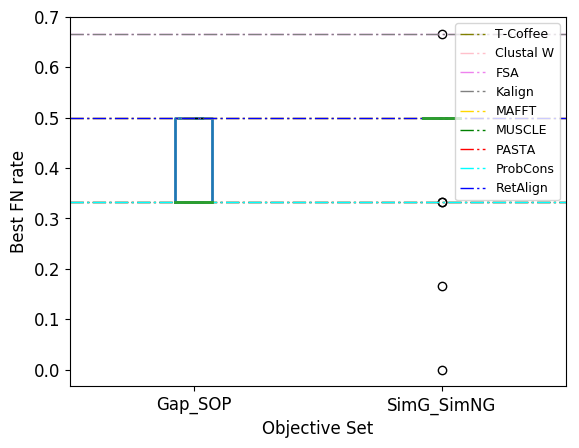 0.7
0.6
0.5
0.4
0.3
0.2
0.1
0.0
Best FN rate
T-Coffee
Clustal W
FSA
Kalign
MAFFT
MUSCLE
PASTA
ProbCons
RetAlign
Gap_SOP
SimG_SimNG
Objective Set